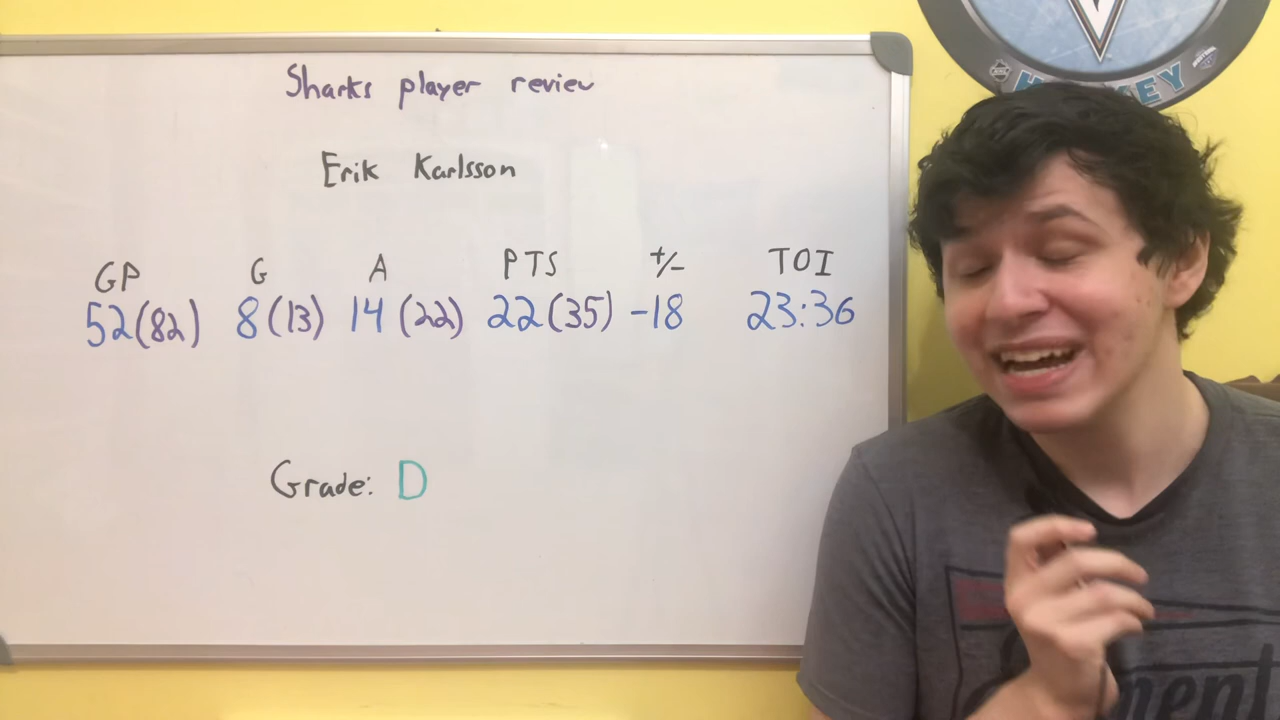 Sharks player review
Erik Karlsson
GP G A PTS +/- TOI
52(82) 8(13) 14(22) 22(35) -18 23:36
Grade: D